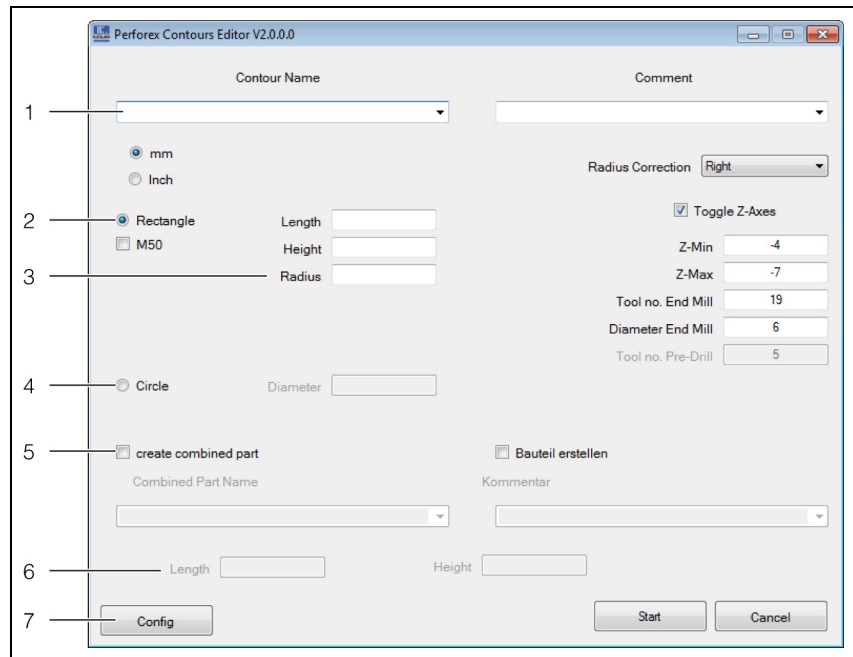 Perforex Contours Editor V2.0.0.0
Contour Name Comment
1
mm
Inch
Radius Correction Right
2 Rectangle Length Toggle Z-Axes
M50 Height Z-Min -4
3 Radius Z-Max -7
Tool no. End Mill 19
Diameter End Mill 6
Tool no. Pre-Drill 5
4 Circle Diameter
5 create combined part Bauteil erstellen
Combined Part Name Kommentar
6 Length Height
7 Config Start Cancel